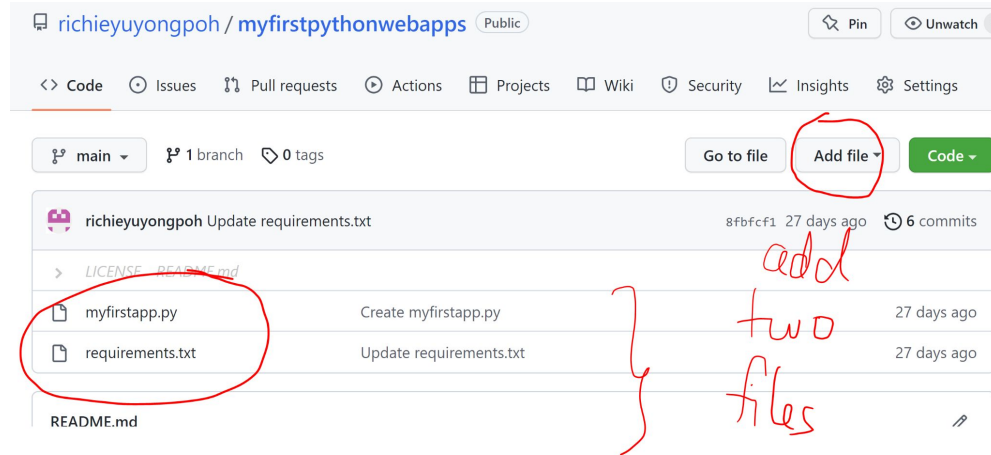 richieyuyongpoh / myfirstpythonwebapps Public Pin Unwatch
<> Code Issues Pull requests Actions Projects Wiki Security Insights Settings
main 1 branch 0 tags Go to file Add file Code
richieyuyongpoh Update requirements.txt 8fbfcf1 27 days ago 6 commits
LICENSE README.md
add
myfirstapp.py Create myfirstapp.py 27 days ago
two
requirements.txt Update requirements.txt 27 days ago
files
README.md